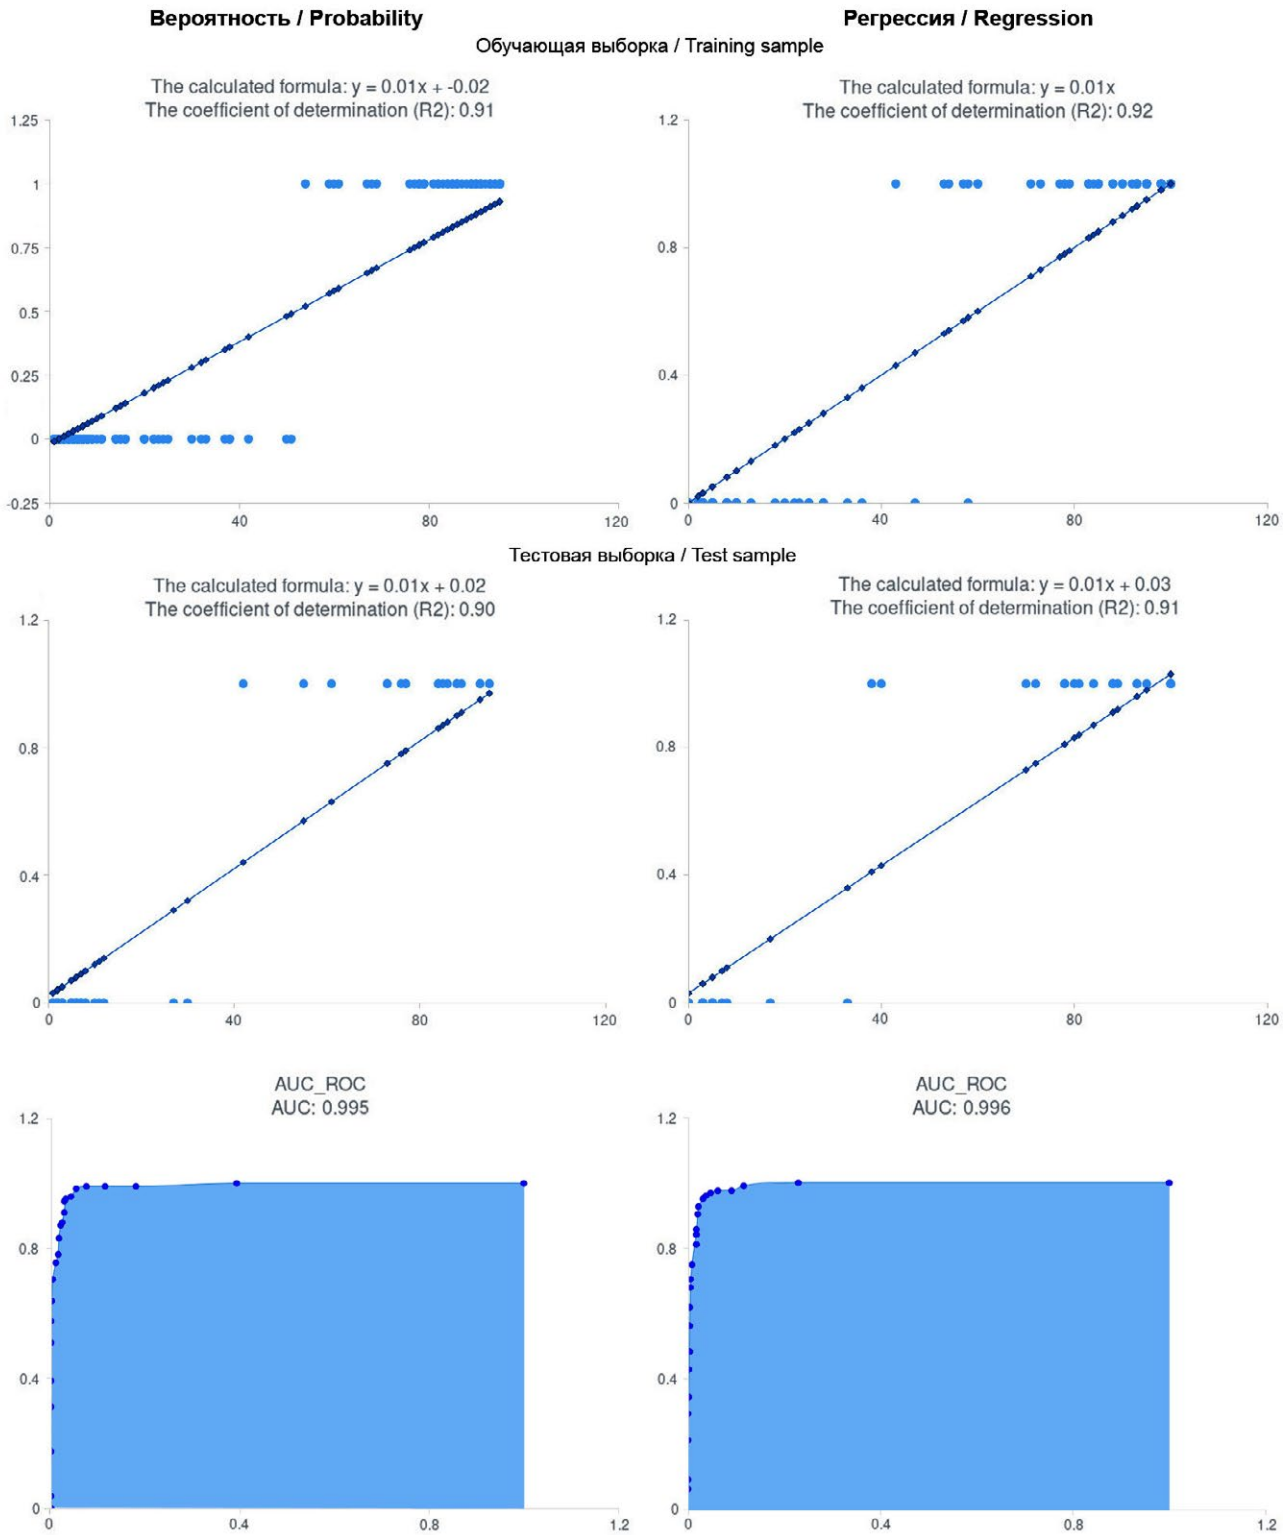 Вероятность / Probability
Регрессия / Regression
Обучающая выборка / Training sample
The calculated formula: y = 0.01x + -0.02
The coefficient of determination (R2): 0.91
1.25
1
0.75
0.5
0.25
0
-0.25
0 40 80 120
The calculated formula: y = 0.01x
The coefficient of determination (R2): 0.92
1.2
0.8
0.4
0
0 40 80 120
Тестовая выборка / Test sample
The calculated formula: y = 0.01x + 0.02
The coefficient of determination (R2): 0.90
1.2
0.8
0.4
0
0 40 80 120
The calculated formula: y = 0.01x + 0.03
The coefficient of determination (R2): 0.91
1.2
0.8
0.4
0
0 40 80 120
AUC_ROC
AUC: 0.995
1.2
0.8
0.4
0
0 0.4 0.8 1.2
AUC_ROC
AUC: 0.996
1.2
0.8
0.4
0
0 0.4 0.8 1.2